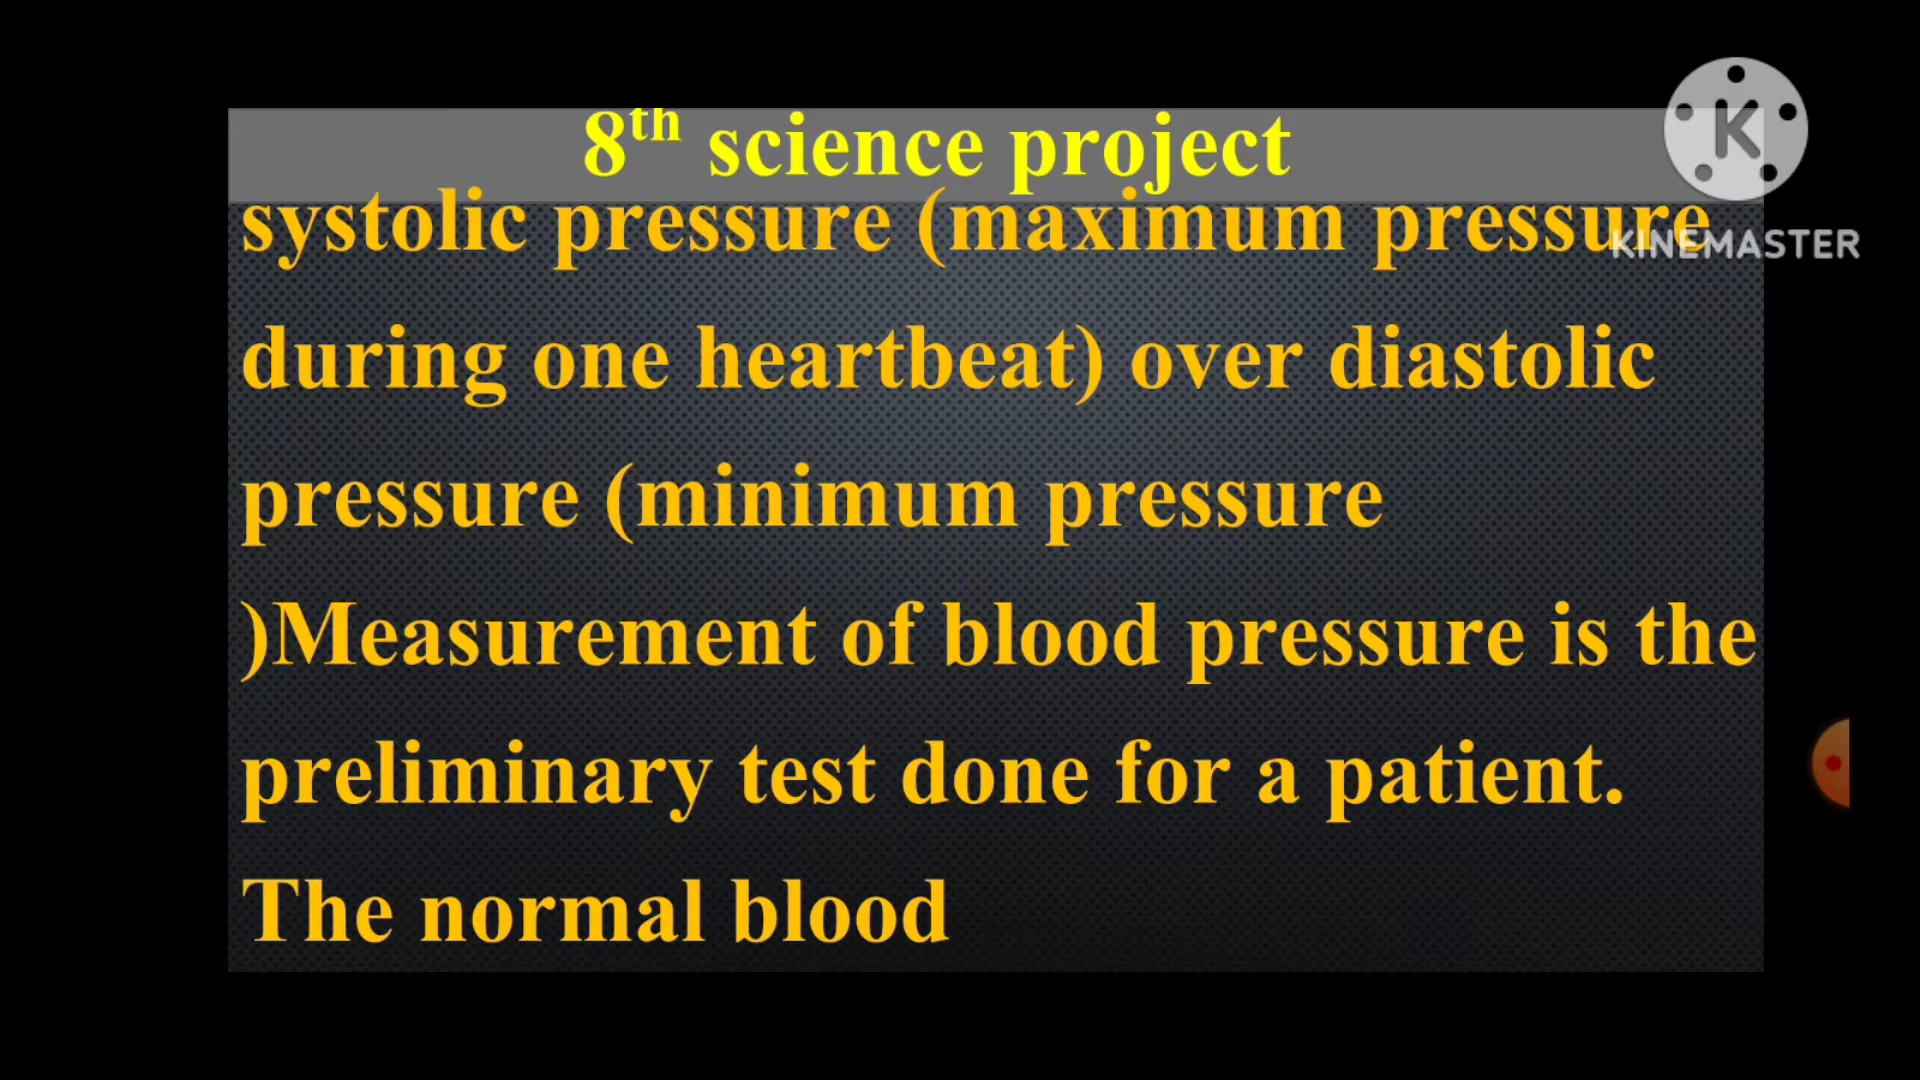 8th science project
K
KINEMASTER
systolic pressure (maximum pressure
during one heartbeat) over diastolic
pressure (minimum pressure
)Measurement of blood pressure is the
preliminary test done for a patient.
The normal blood